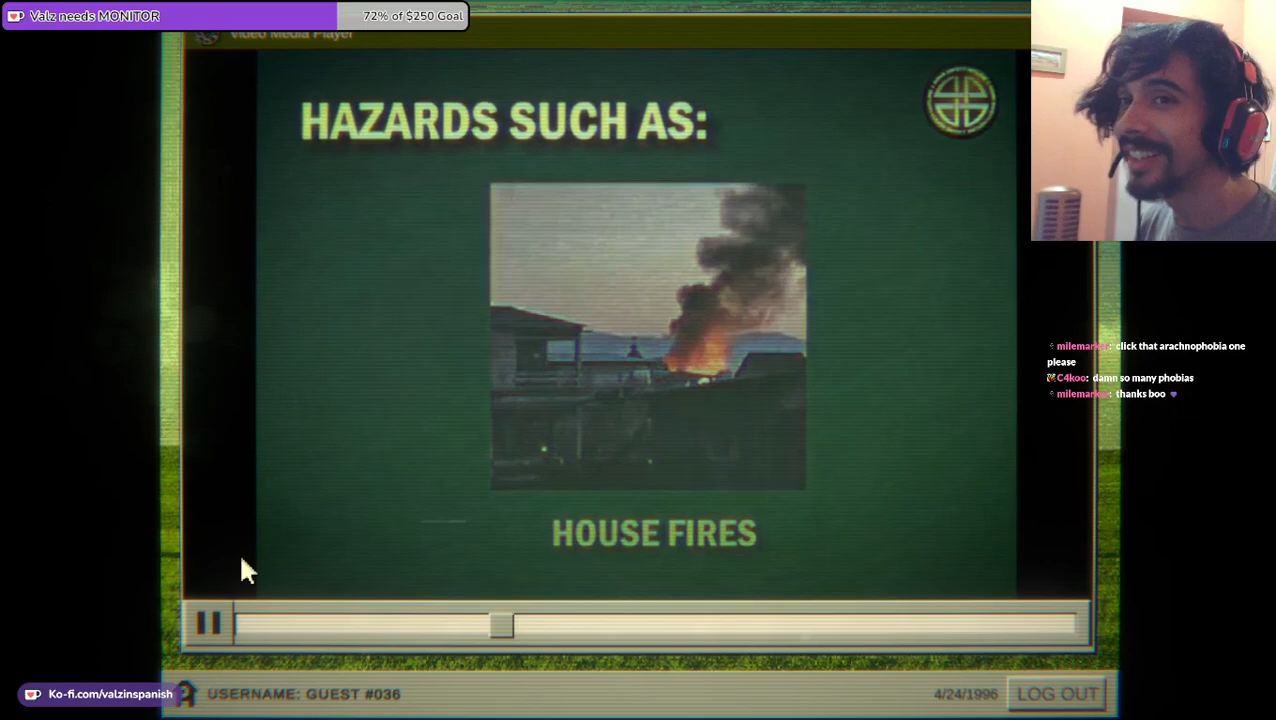 Valz needs MONITOR
72% of $250 Goal
Video Media Player
HAZARDS SUCH AS:
HOUSE FIRES
milemarker: click that arachnophobia one
please
C4koo: damn so many phobias
milemarker: thanks boo
Ko-fi.com/valzinspanish
USERNAME: GUEST #036
4/24/1996
LOG OUT